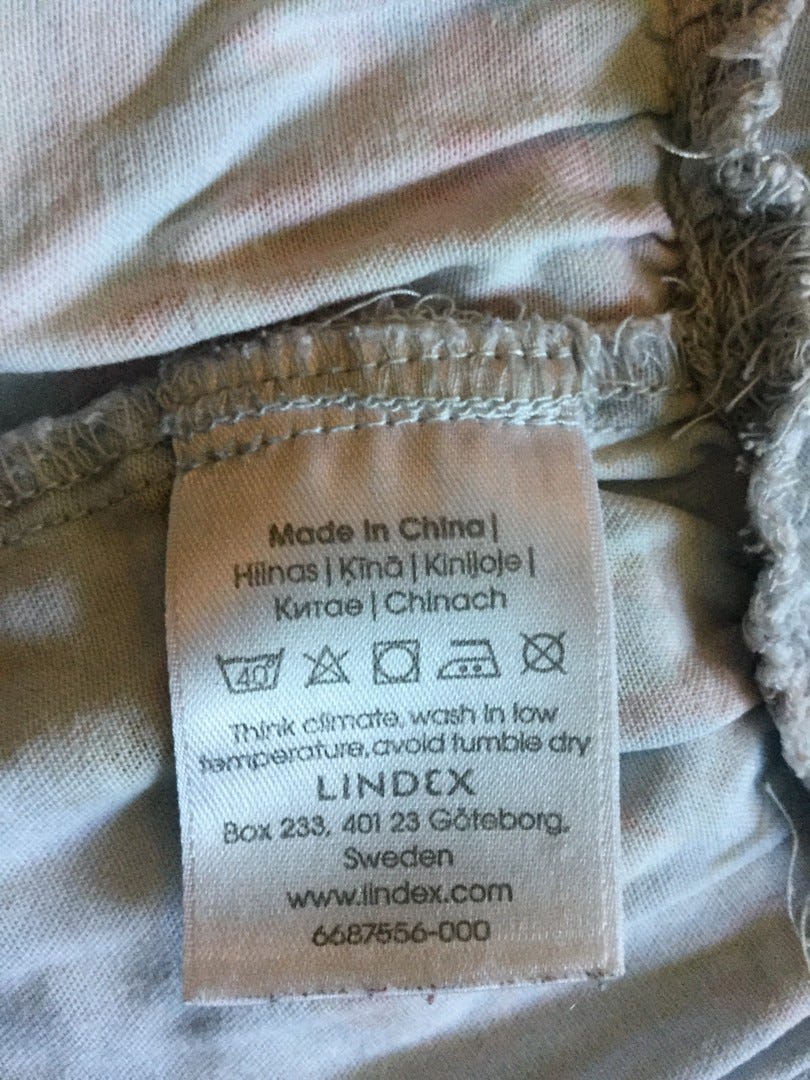 Made in China |
Hiinas | Ķīnā | Kinijoje |
Китае | Chinach
40°
Think climate, wash in low
temperature, avoid tumble dry
LINDEX
Box 233, 401 23 Göteborg,
Sweden
www.lindex.com
6687556-000